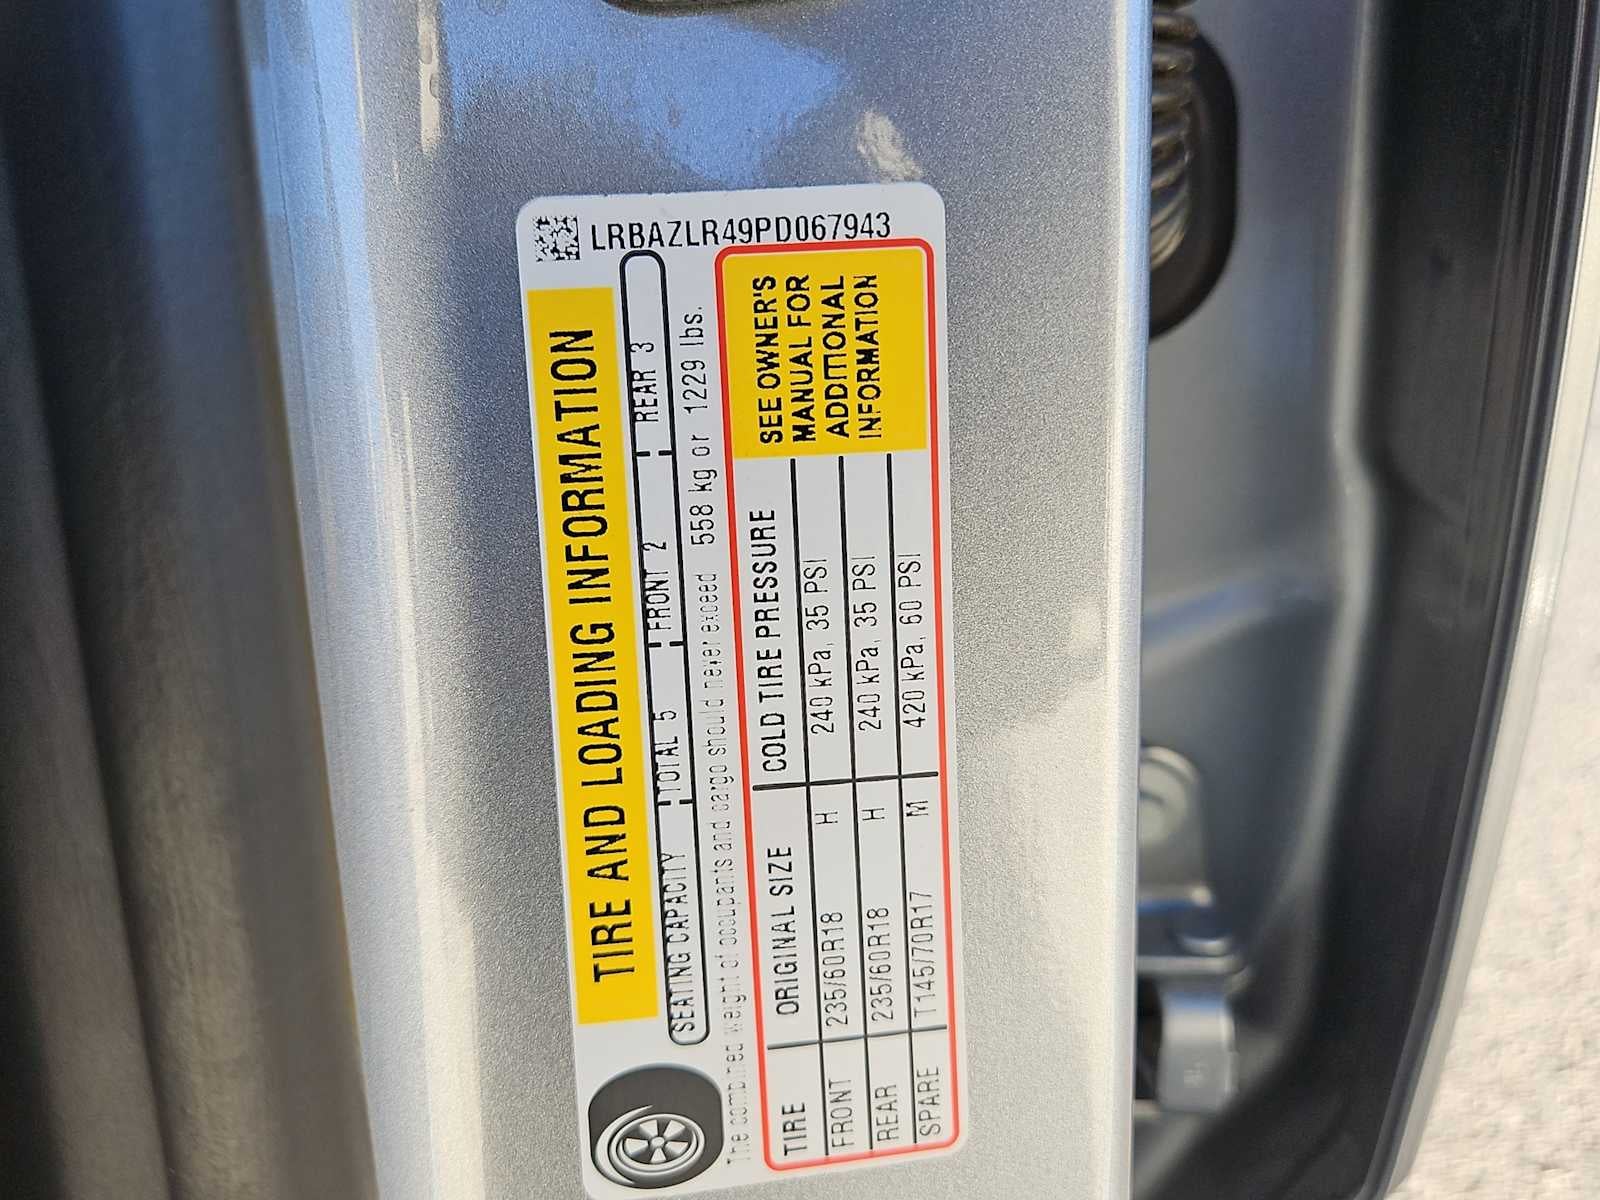 LRBAZLR49PD067943
TIRE AND LOADING INFORMATION
SEATING CAPACITY TOTAL 5 FRONT 2 REAR 3
The combined weight of occupants and cargo should never exceed 558 kg or 1229 lbs.
TIRE ORIGINAL SIZE COLD TIRE PRESSURE
FRONT 235/60R18 H 240 kPa, 35 PSI
REAR 235/60R18 H 240 kPa, 35 PSI
SPARE T145/70R17 M 420 kPa, 60 PSI
SEE OWNER'S
MANUAL FOR
ADDITIONAL
INFORMATION